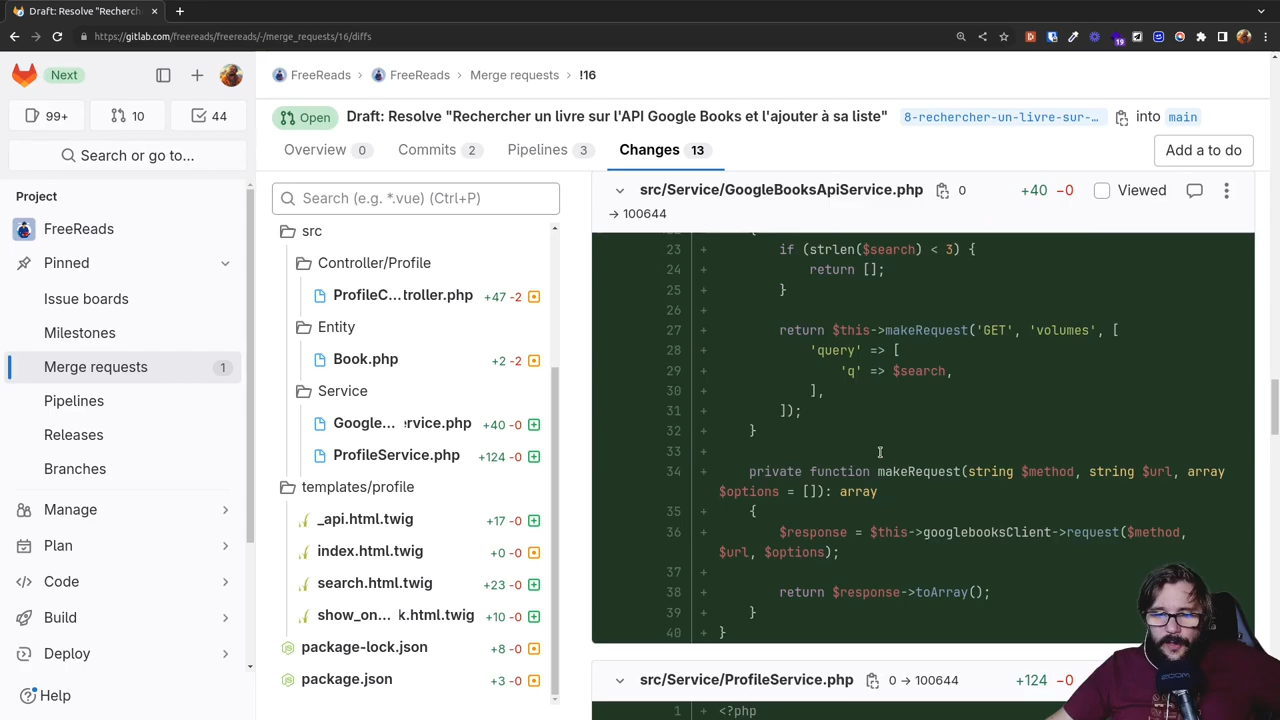 Draft: Resolve "Recherch
https://gitlab.com/freereads/freereads/-/merge_requests/16/diffs
19
Next
99+
10
44
Search or go to...
Project
FreeReads
Pinned
Issue boards
Milestones
Merge requests
1
Pipelines
Releases
Branches
Manage
Plan
Code
Build
Deploy
Help
FreeReads
FreeReads
Merge requests
!16
Open
Draft: Resolve "Rechercher un livre sur l'API Google Books et l'ajouter à sa liste"
8-rechercher-un-livre-sur-…
into
main
Overview 0
Commits 2
Pipelines 3
Changes 13
Add a to do
Search (e.g. *.vue) (Ctrl+P)
src
Controller/Profile
ProfileC…troller.php +47 -2
Entity
Book.php +2 -2
Service
Google… ervice.php +40 -0
ProfileService.php +124 -0
templates/profile
_api.html.twig +17 -0
index.html.twig +0 -0
search.html.twig +23 -0
show_on… k.html.twig +10 -0
package-lock.json +8 -0
package.json +3 -0
src/Service/GoogleBooksApiService.php 0
→ 100644
+40 −0
Viewed
23 + if (strlen($search) < 3) {
24 + return [];
25 + }
26 +
27 + return $this->makeRequest('GET', 'volumes', [
28 + 'query' => [
29 + 'q' => $search,
30 + ],
31 + ]);
32 + }
33 +
34 + private function makeRequest(string $method, string $url, array
$options = []): array
35 + {
36 + $response = $this->googlebooksClient->request($method,
$url, $options);
37 +
38 + return $response->toArray();
39 + }
40 + }
src/Service/ProfileService.php 0 → 100644
+124 −0
1 + <?php
ZOOM